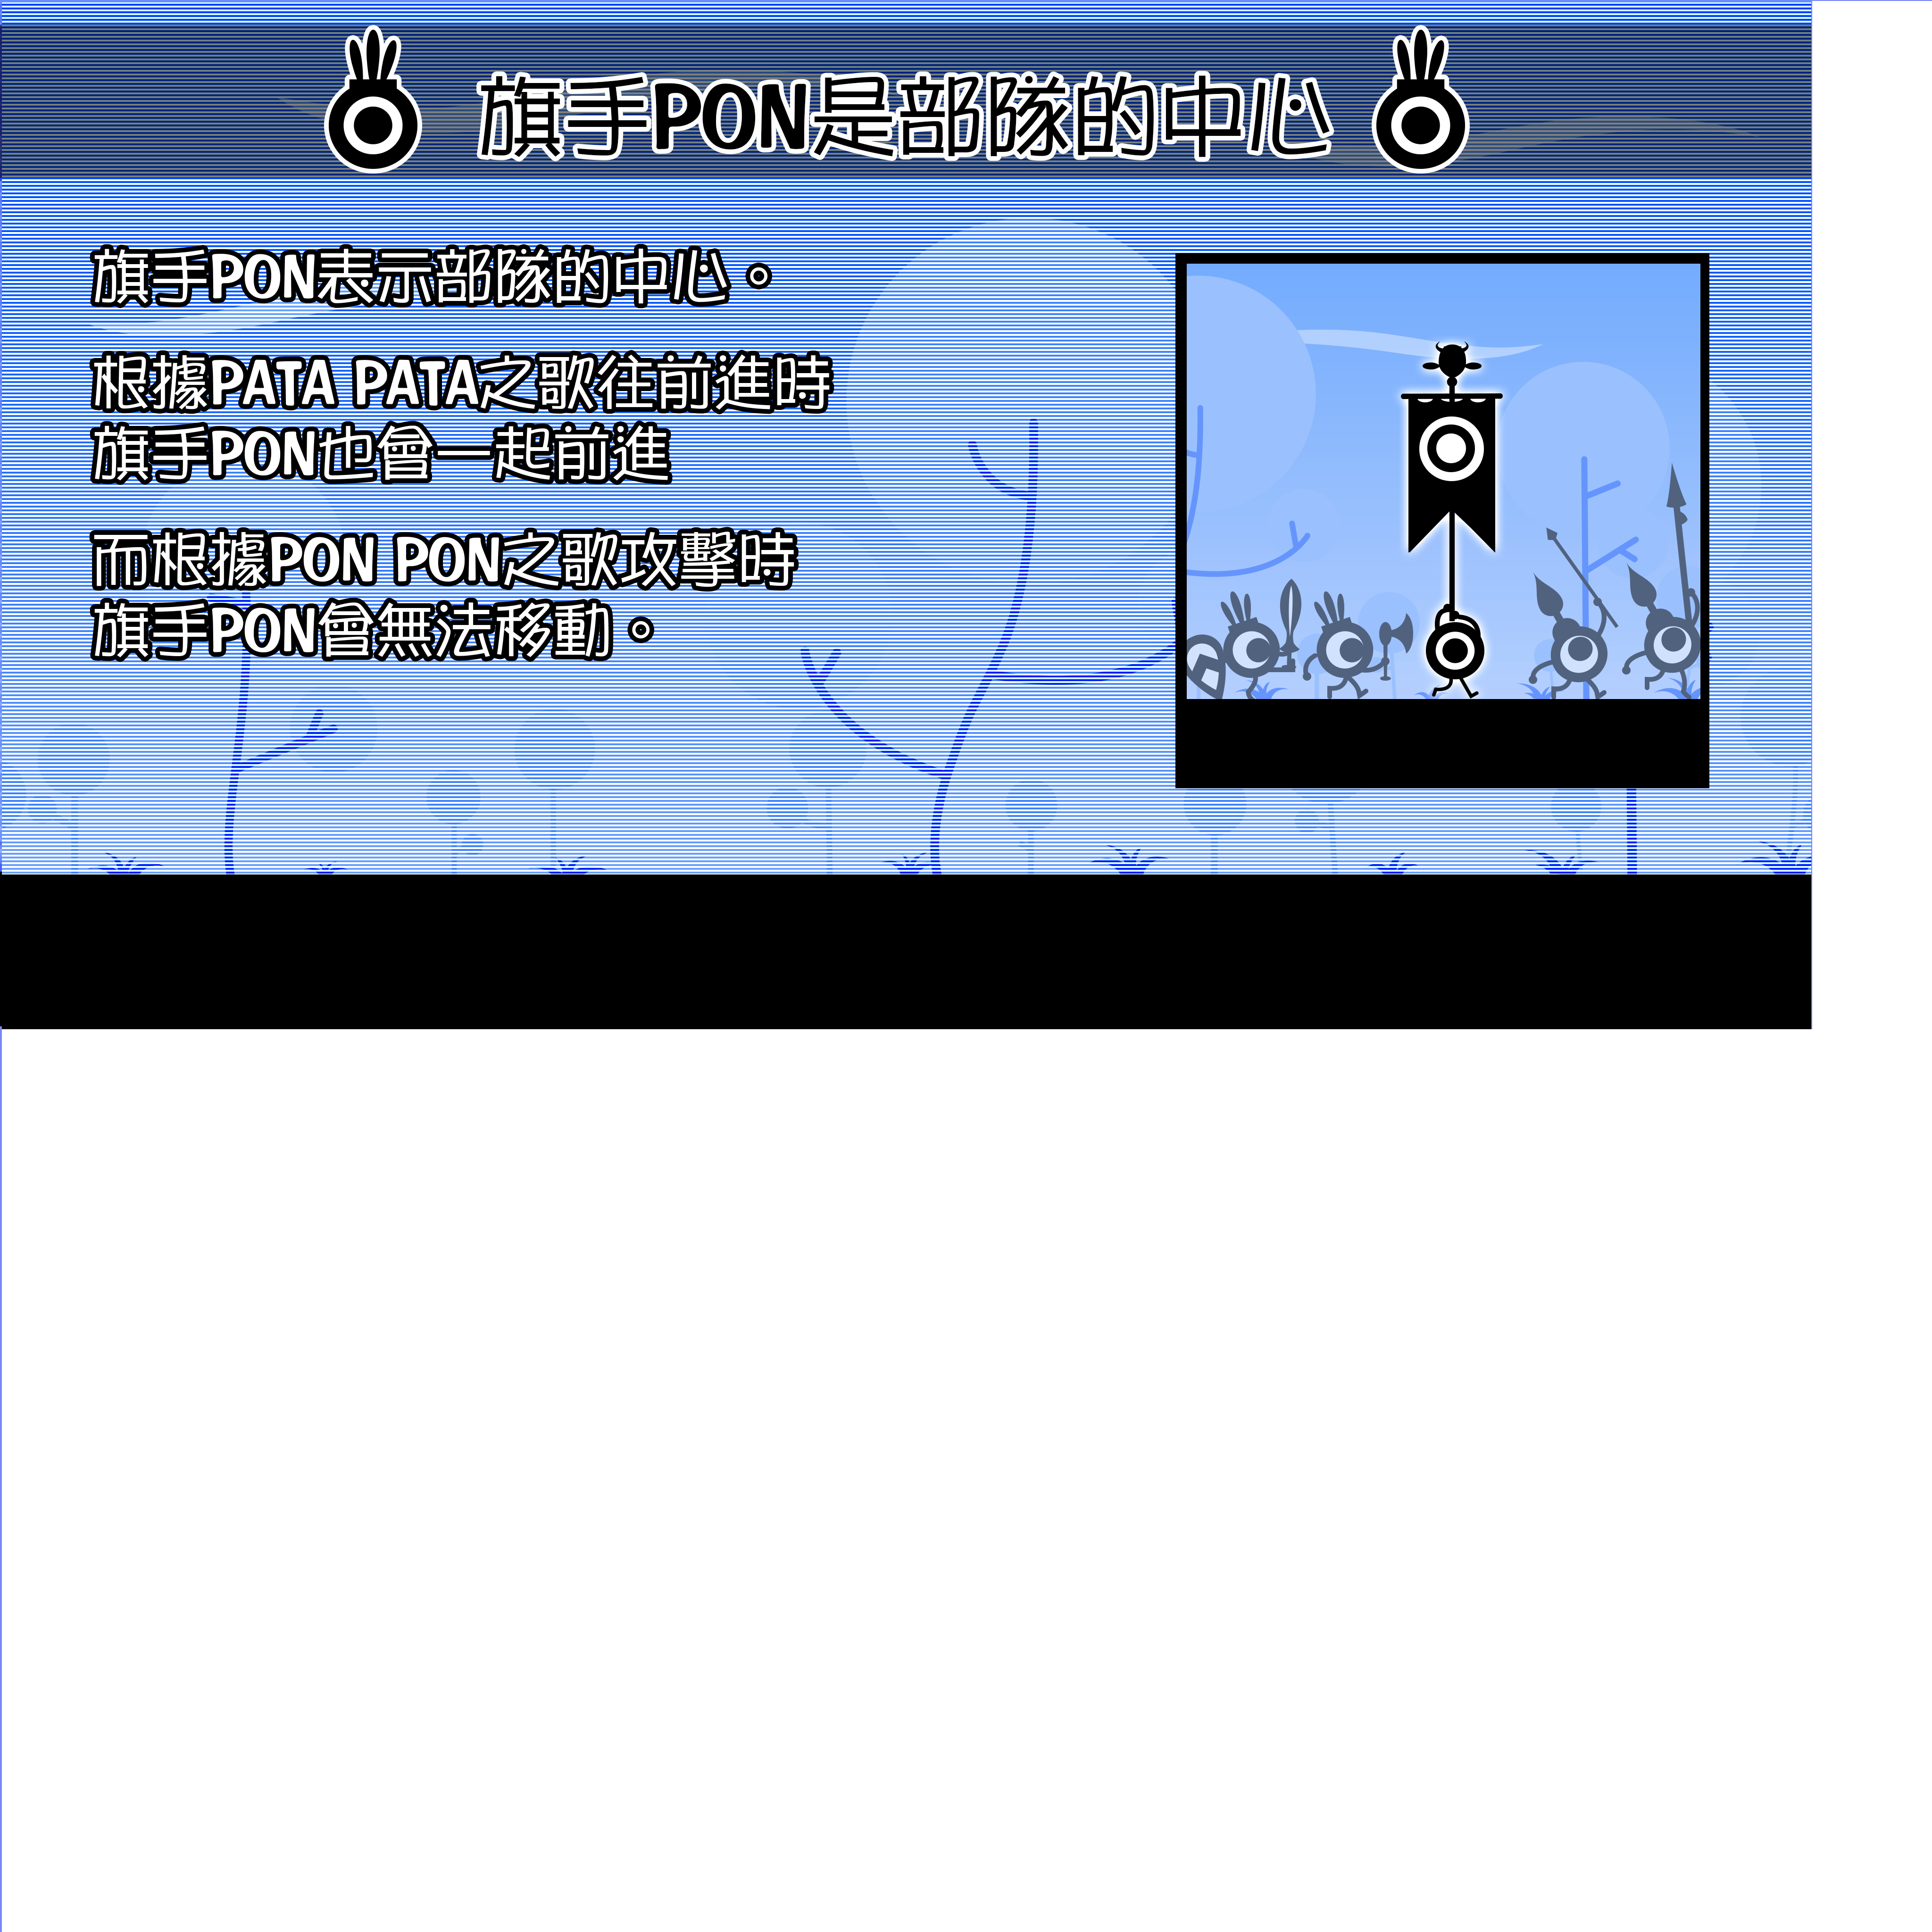 旗手PON是部隊的中心
旗手PON表示部隊的中心。
根據PATA PATA之歌往前進時
旗手PON也會一起前進
而根據PON PON之歌攻擊時
旗手PON會無法移動。